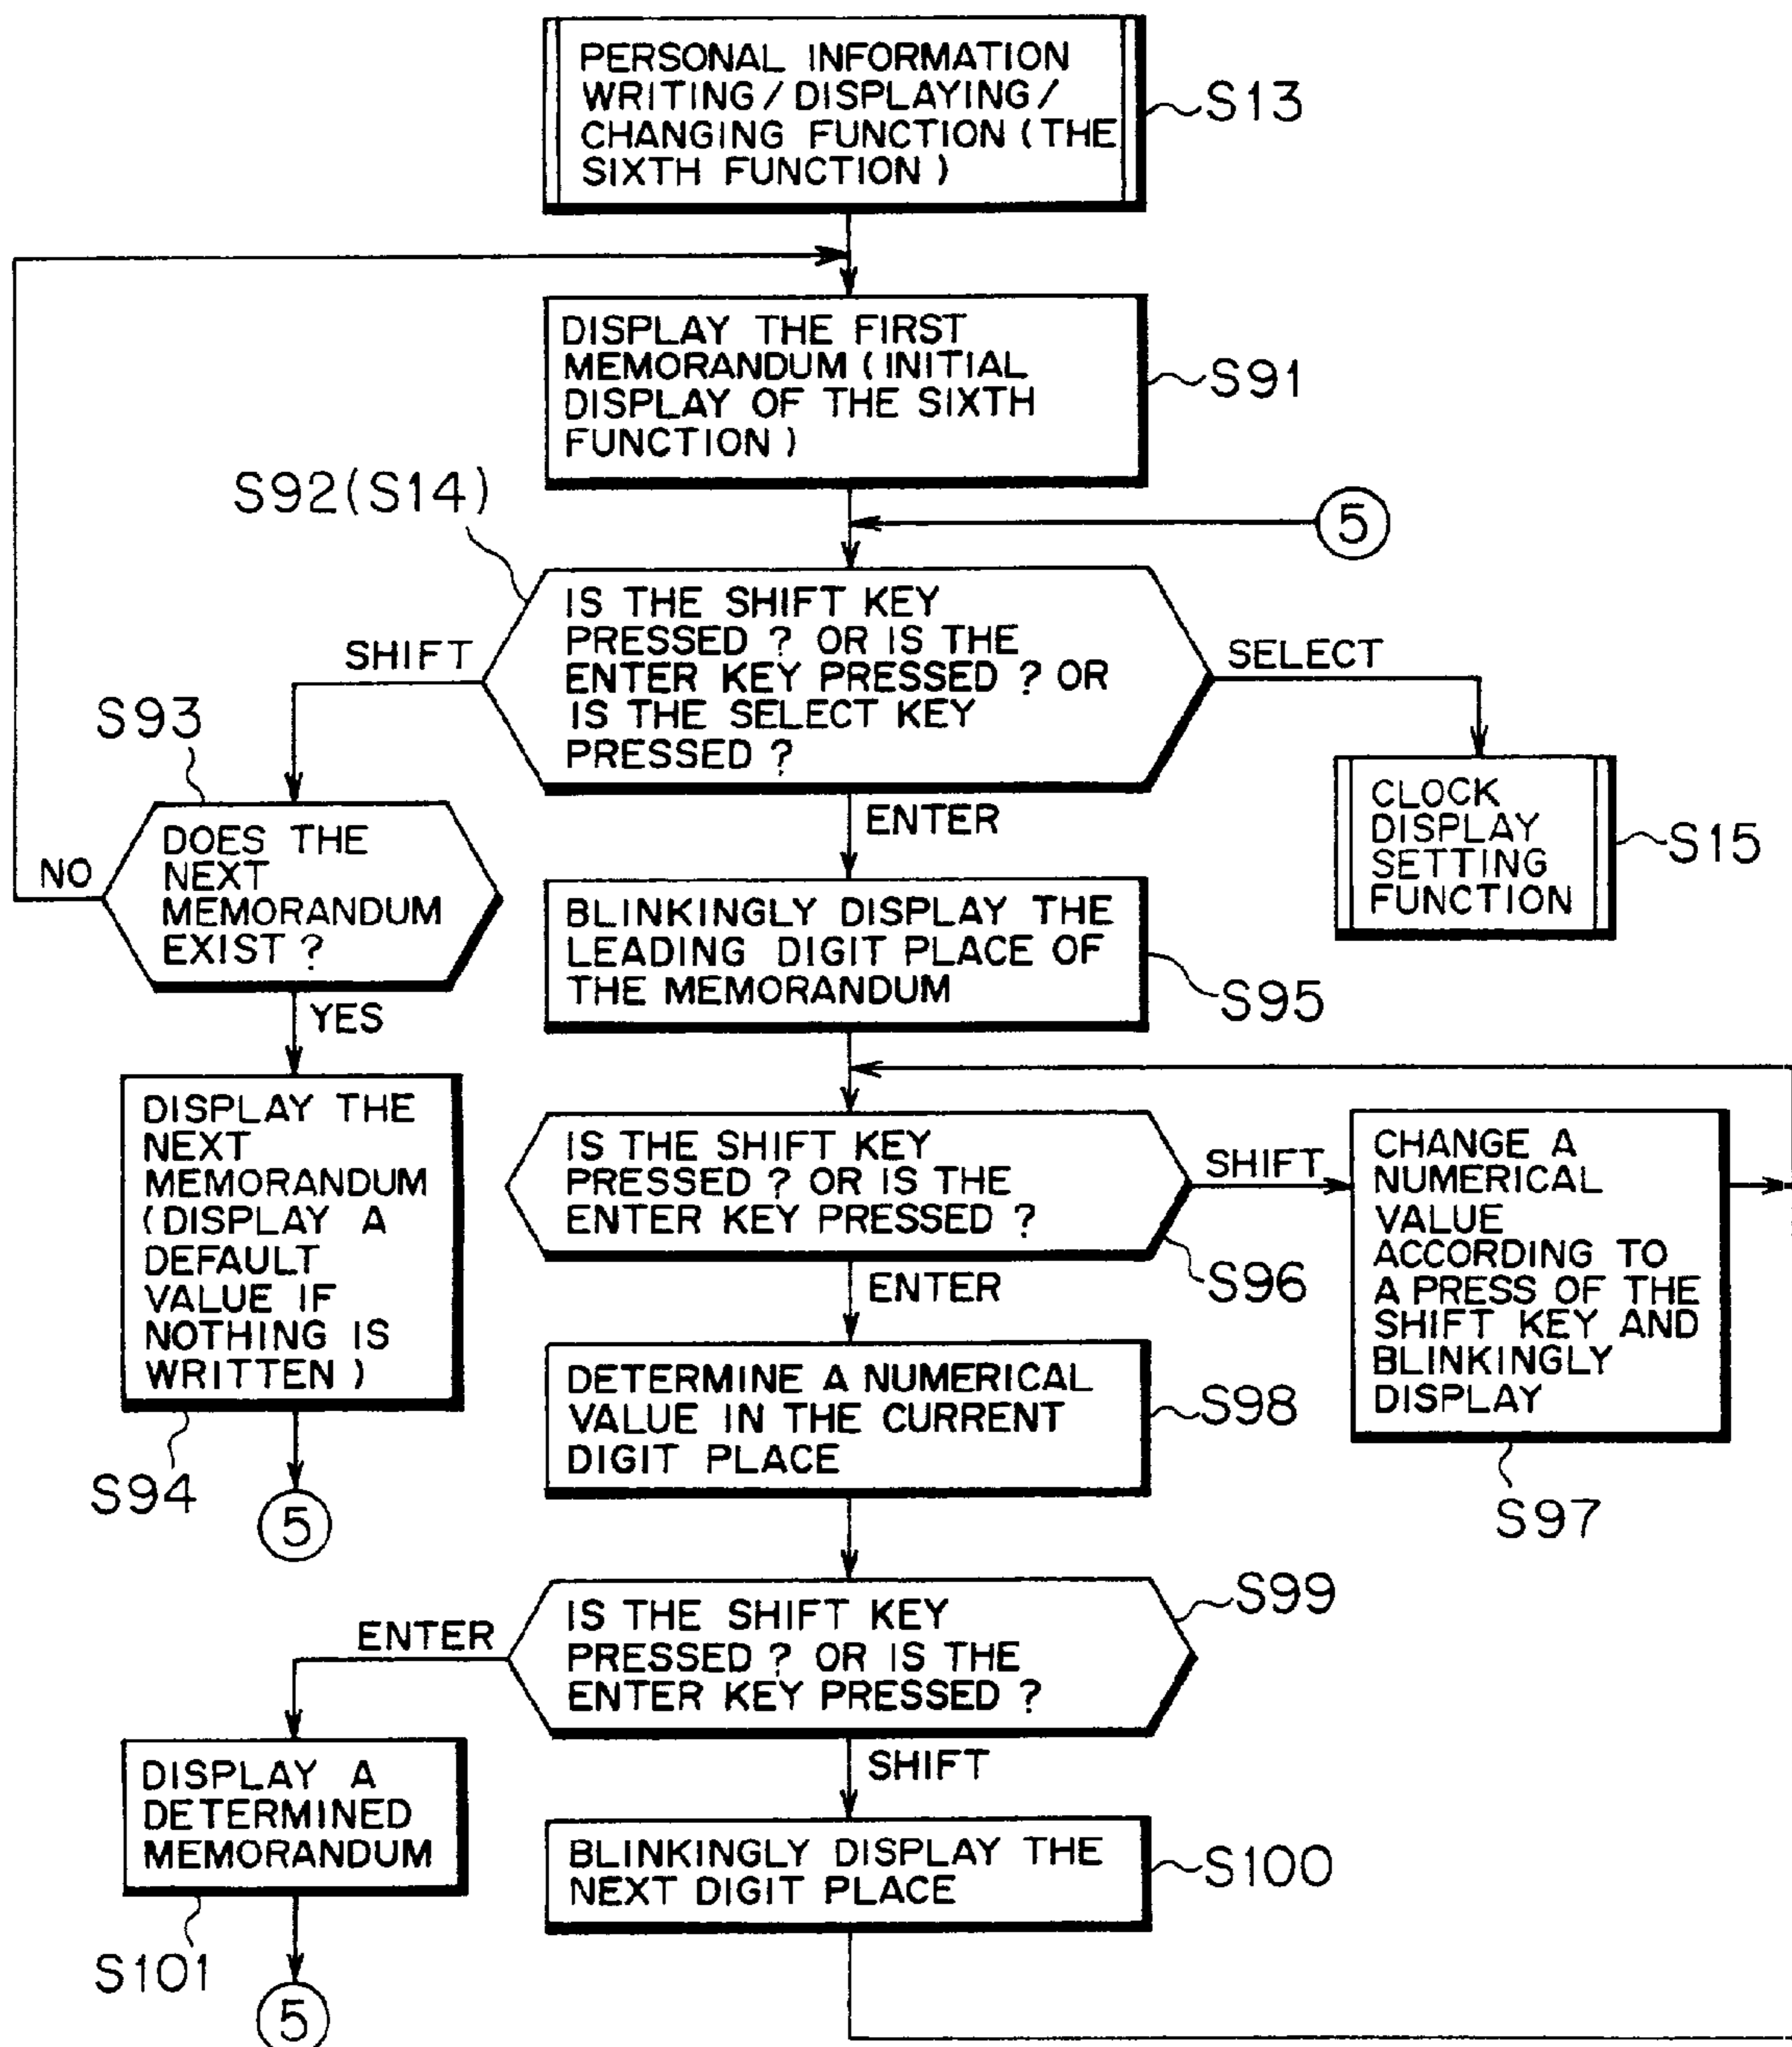 PERSONAL INFORMATION
WRITING / DISPLAYING /
CHANGING FUNCTION ( THE
SIXTH FUNCTION )
S13
DISPLAY THE FIRST
MEMORANDUM ( INITIAL
DISPLAY OF THE SIXTH
FUNCTION )
S91
S92(S14)
5
IS THE SHIFT KEY
PRESSED ? OR IS THE
ENTER KEY PRESSED ? OR
IS THE SELECT KEY
PRESSED ?
SHIFT
SELECT
ENTER
S93
DOES THE
NEXT
MEMORANDUM
EXIST ?
NO
YES
CLOCK
DISPLAY
SETTING
FUNCTION
S15
BLINKINGLY DISPLAY THE
LEADING DIGIT PLACE OF
THE MEMORANDUM
S95
DISPLAY THE
NEXT
MEMORANDUM
( DISPLAY A
DEFAULT
VALUE IF
NOTHING IS
WRITTEN )
S94
5
IS THE SHIFT KEY
PRESSED ? OR IS THE
ENTER KEY PRESSED ?
SHIFT
S96
ENTER
CHANGE A
NUMERICAL
VALUE
ACCORDING TO
A PRESS OF THE
SHIFT KEY AND
BLINKINGLY
DISPLAY
S97
DETERMINE A NUMERICAL
VALUE IN THE CURRENT
DIGIT PLACE
S98
IS THE SHIFT KEY
PRESSED ? OR IS THE
ENTER KEY PRESSED ?
S99
ENTER
SHIFT
DISPLAY A
DETERMINED
MEMORANDUM
S101
5
BLINKINGLY DISPLAY THE
NEXT DIGIT PLACE
S100